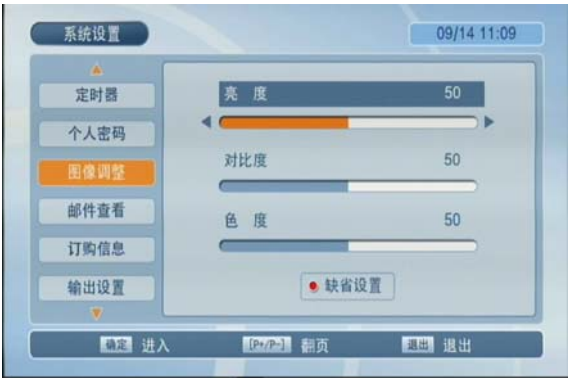 系统设置
09/14 11:09
定时器
个人密码
图像调整
邮件查看
订购信息
输出设置
亮 度 50
对比度 50
色 度 50
缺省设置
确定 进入 [P+/P-] 翻页 退出 退出